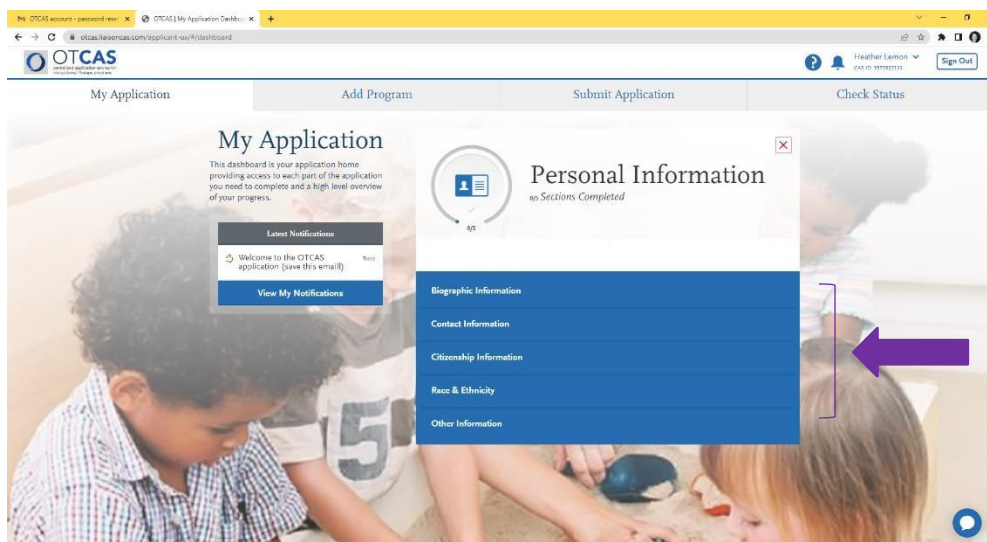 OTCAS account - password reset
OTCAS | My Application Dashboa
otcas.liaisoncas.com/applicant-ux/#/dashboard
OTCAS
Heather Lemon
Sign Out
My Application
Add Program
Submit Application
Check Status
My Application
This dashboard is your application home
providing access to each part of the application
you need to complete and a high level overview
of your progress.
Latest Notifications
Welcome to the OTCAS
application (save this email!)
View My Notifications
Personal Information
0/5 Sections Completed
0/5
Biographic Information
Contact Information
Citizenship Information
Race & Ethnicity
Other Information
5